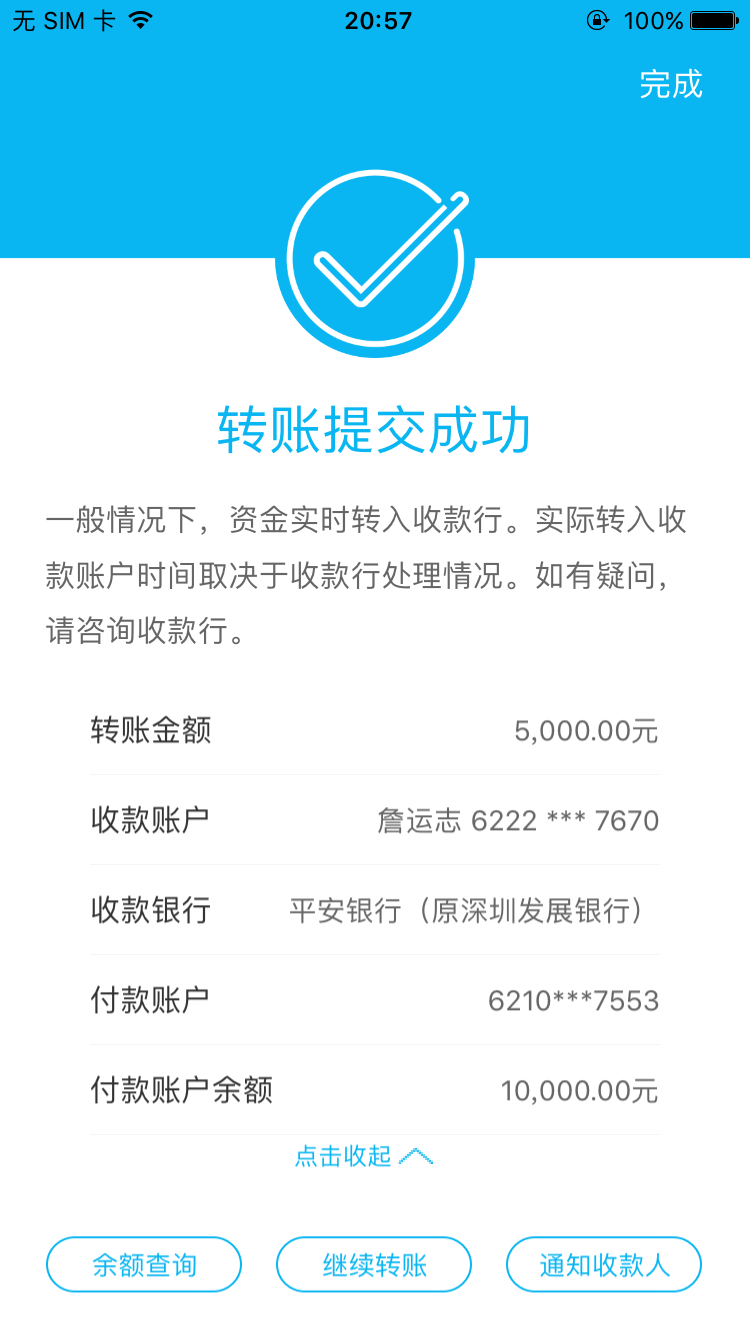 无 SIM 卡 20:57 100%
完成
转账提交成功
一般情况下，资金实时转入收款行。实际转入收
款账户时间取决于收款行处理情况。如有疑问，
请咨询收款行。
转账金额 5,000.00元
收款账户 詹运志 6222 *** 7670
收款银行 平安银行（原深圳发展银行）
付款账户 6210***7553
付款账户余额 10,000.00元
点击收起
余额查询 继续转账 通知收款人